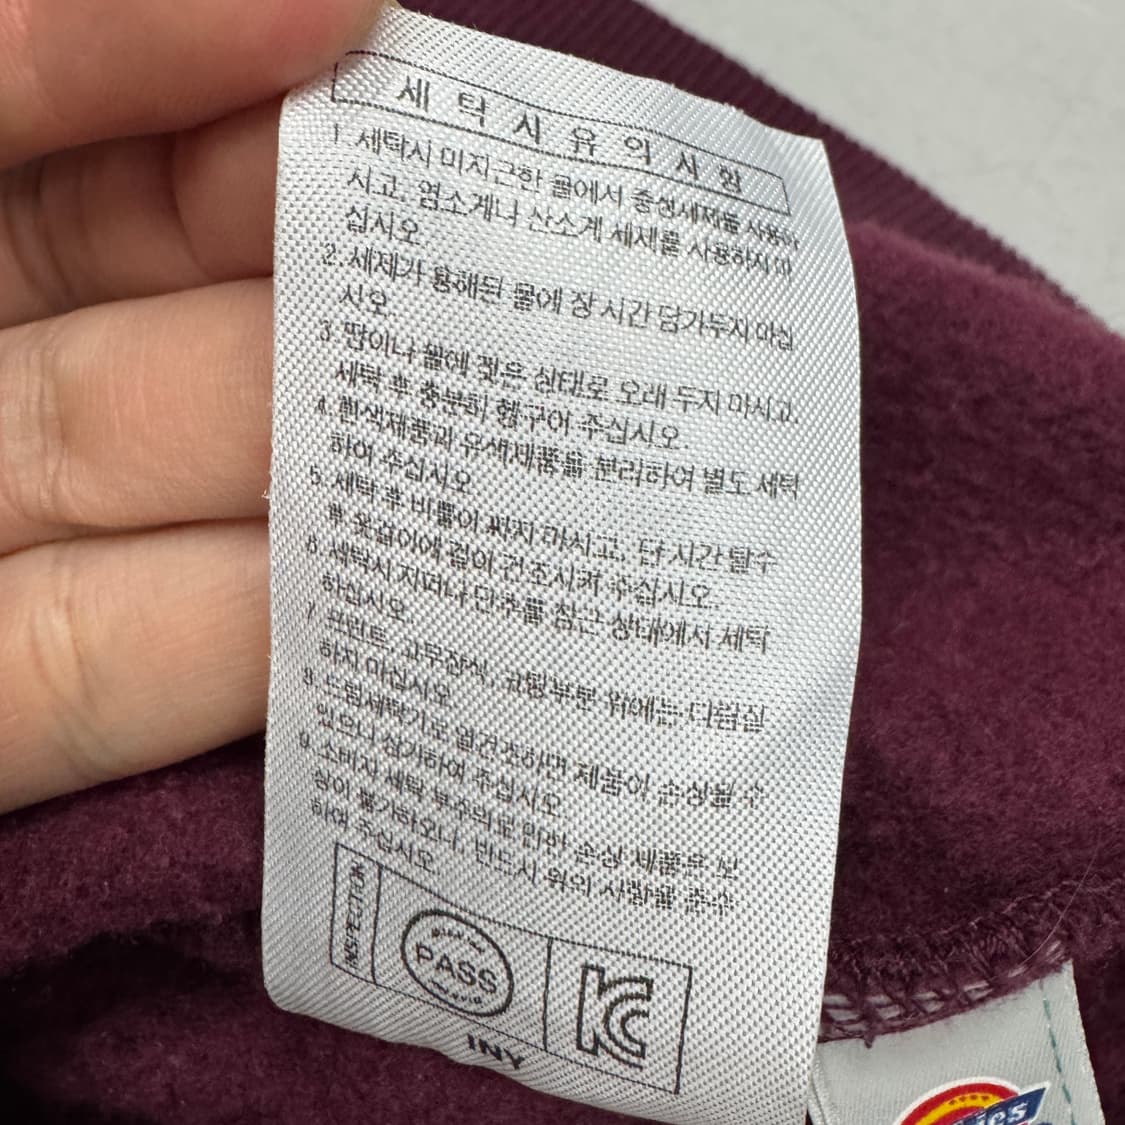 세탁시유의사항
1. 세탁시 미지근한 물에서 중성세제를 사용하
시고, 염소계나 산소계 세제를 사용하지 마
십시오
2. 세제가 용해된 물에 장 시간 담가두지 마십
시오
3. 땀이나 물에 젖은 상태로 오래 두지 마시고,
세탁 후 충분히 헹구어 주십시오.
4. 흰색제품과 유색제품을 분리하여 별도 세탁
하여 주십시오
5. 세탁 후 비틀어 짜지 마시고, 단 시간 탈수
후 옷걸이에 걸어 건조시켜 주십시오.
6. 세탁시 지퍼나 단추를 잠근 상태에서 세탁
하십시오.
7. 프린트, 고무장식, 코팅부분 위에는 다림질
하지 마십시오
8. 드럼세탁기로 열건조하면 제품이 손상될 수
있으니 삼가하여 주십시오
9. 소비자 세탁 부주의로 인한 손상 제품은 보
상이 불가하오니, 반드시 위의 사항을 준수
하여 주십시오
PASS
KC
INY